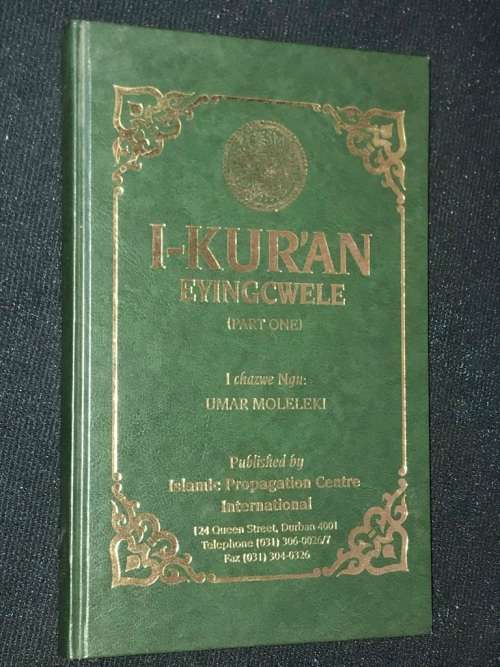 I-KUR'AN
EYINGCWELE
(PART ONE)
I chazwe Ngu:
UMAR MOLELEKI
Published by
Islamic Propagation Centre
International
124 Queen Street, Durban 4001
Telephone (031) 306-0026/7
Fax (031) 304-0326